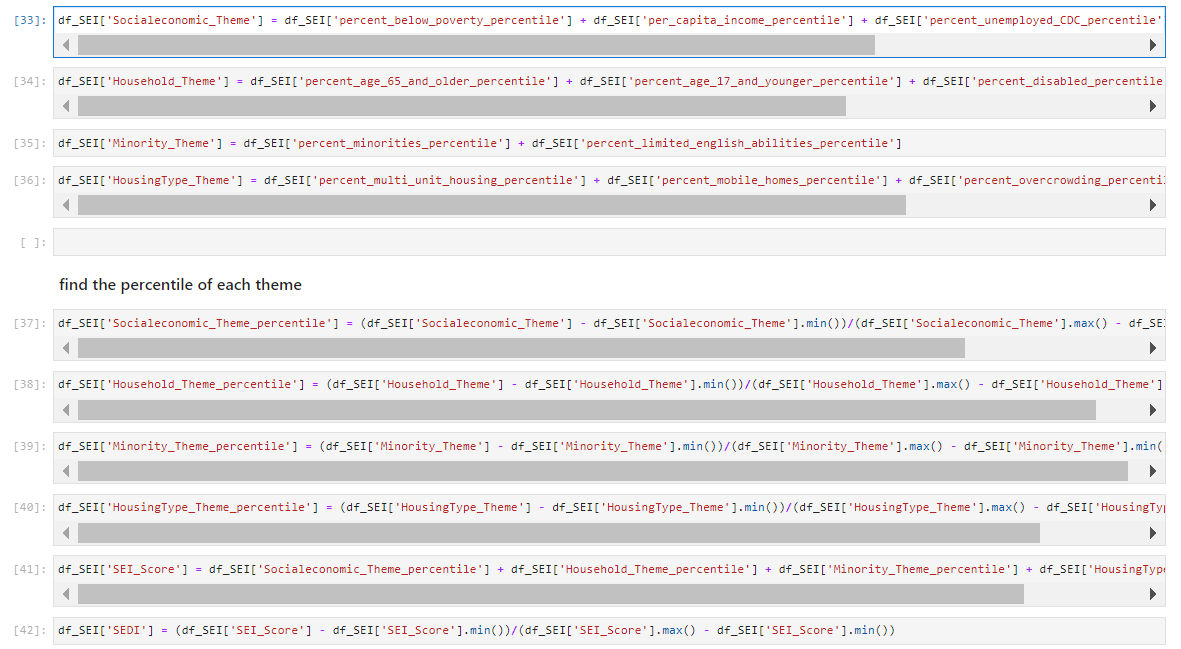 [33]: df_SEI['Socialeconomic_Theme'] = df_SEI['percent_below_poverty_percentile'] + df_SEI['per_capita_income_percentile'] + df_SEI['percent_unemployed_CDC_percentile'
[34]: df_SEI['Household_Theme'] = df_SEI['percent_age_65_and_older_percentile'] + df_SEI['percent_age_17_and_younger_percentile'] + df_SEI['percent_disabled_percentile
[35]: df_SEI['Minority_Theme'] = df_SEI['percent_minorities_percentile'] + df_SEI['percent_limited_english_abilities_percentile']
[36]: df_SEI['HousingType_Theme'] = df_SEI['percent_multi_unit_housing_percentile'] + df_SEI['percent_mobile_homes_percentile'] + df_SEI['percent_overcrowding_percentil
[ ]:
find the percentile of each theme
[37]: df_SEI['Socialeconomic_Theme_percentile'] = (df_SEI['Socialeconomic_Theme'] - df_SEI['Socialeconomic_Theme'].min())/(df_SEI['Socialeconomic_Theme'].max() - df_SEI
[38]: df_SEI['Household_Theme_percentile'] = (df_SEI['Household_Theme'] - df_SEI['Household_Theme'].min())/(df_SEI['Household_Theme'].max() - df_SEI['Household_Theme']
[39]: df_SEI['Minority_Theme_percentile'] = (df_SEI['Minority_Theme'] - df_SEI['Minority_Theme'].min())/(df_SEI['Minority_Theme'].max() - df_SEI['Minority_Theme'].min(
[40]: df_SEI['HousingType_Theme_percentile'] = (df_SEI['HousingType_Theme'] - df_SEI['HousingType_Theme'].min())/(df_SEI['HousingType_Theme'].max() - df_SEI['HousingTyp
[41]: df_SEI['SEI_Score'] = df_SEI['Socialeconomic_Theme_percentile'] + df_SEI['Household_Theme_percentile'] + df_SEI['Minority_Theme_percentile'] + df_SEI['HousingType
[42]: df_SEI['SEDI'] = (df_SEI['SEI_Score'] - df_SEI['SEI_Score'].min())/(df_SEI['SEI_Score'].max() - df_SEI['SEI_Score'].min())